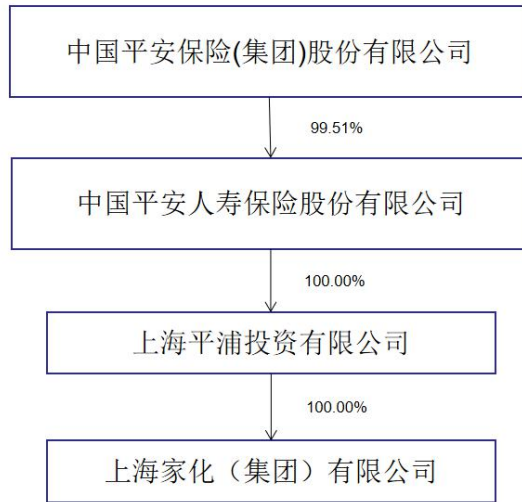 中国平安保险(集团)股份有限公司
99.51%
中国平安人寿保险股份有限公司
100.00%
上海平浦投资有限公司
100.00%
上海家化（集团）有限公司